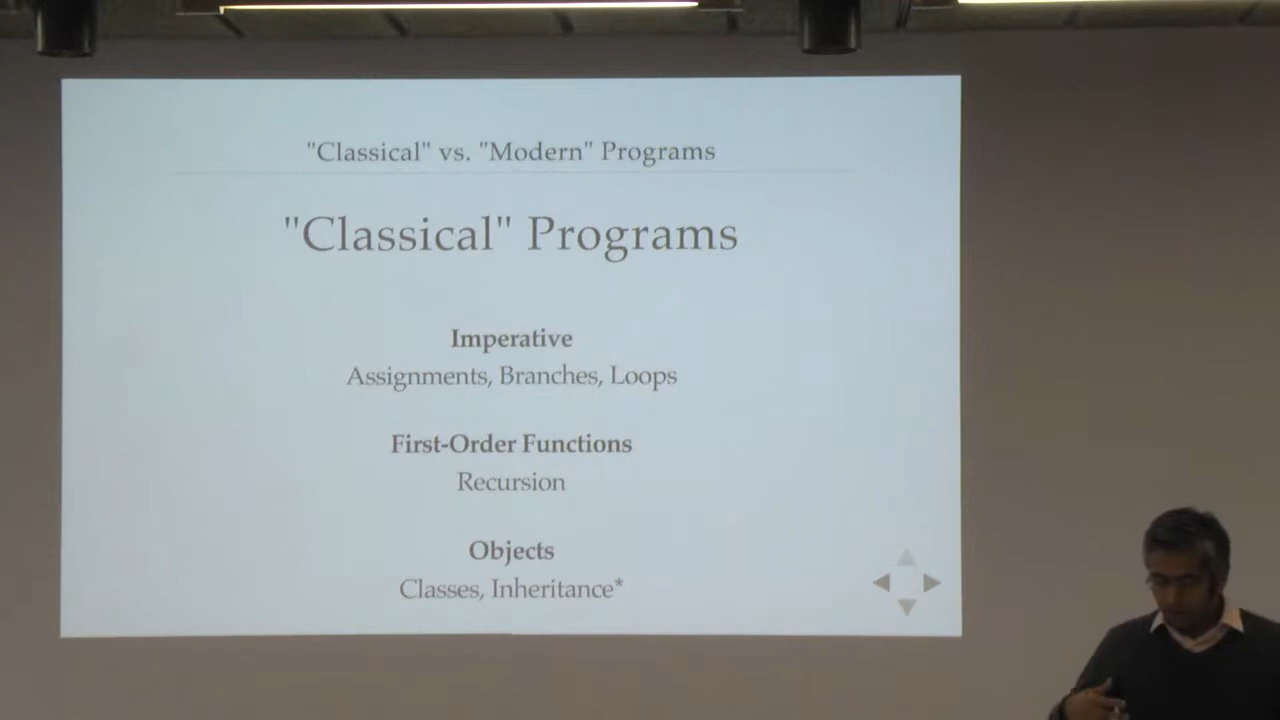 "Classical" vs. "Modern" Programs
"Classical" Programs
Imperative
Assignments, Branches, Loops
First-Order Functions
Recursion
Objects
Classes, Inheritance*